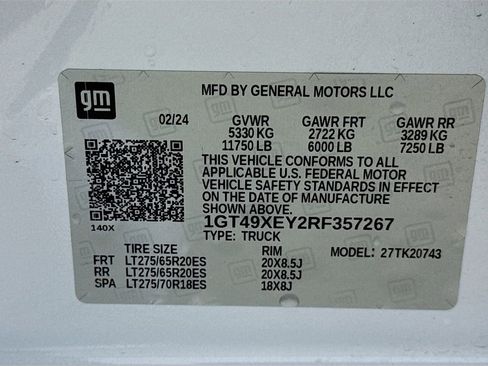 gm
MFD BY GENERAL MOTORS LLC
02/24 GVWR GAWR FRT GAWR RR
5330 KG 2722 KG 3289 KG
11750 LB 6000 LB 7250 LB
THIS VEHICLE CONFORMS TO ALL
APPLICABLE U.S. FEDERAL MOTOR
VEHICLE SAFETY STANDARDS IN EFFECT
ON THE DATE OF MANUFACTURE
SHOWN ABOVE.
140X
1GT49XEY2RF357267
TYPE: TRUCK MODEL: 27TK20743
TIRE SIZE RIM
FRT LT275/65R20ES 20X8.5J
RR LT275/65R20ES 20X8.5J
SPA LT275/70R18ES 18X8J